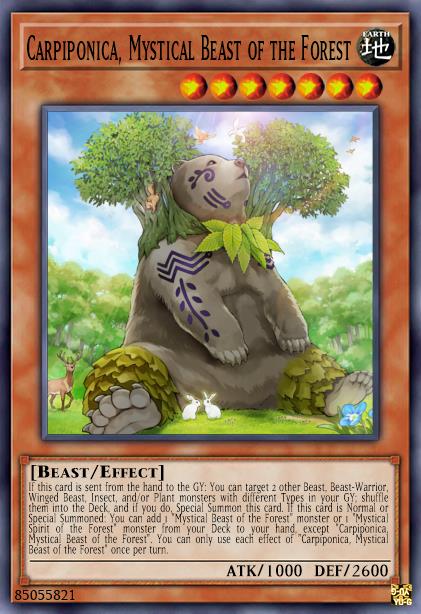 Carpiponica, Mystical Beast of the Forest
EARTH
地
[Beast/Effect]
If this card is sent from the hand to the GY: You can target 2 other Beast, Beast-Warrior,
Winged Beast, Insect, and/or Plant monsters with different Types in your GY; shuffle
them into the Deck, and if you do, Special Summon this card. If this card is Normal or
Special Summoned: You can add 1 "Mystical Beast of the Forest" monster or 1 "Mystical
Spirit of the Forest" monster from your Deck to your hand, except "Carpiponica,
Mystical Beast of the Forest". You can only use each effect of "Carpiponica, Mystical
Beast of the Forest" once per turn.
ATK/1000 DEF/2600
85055821